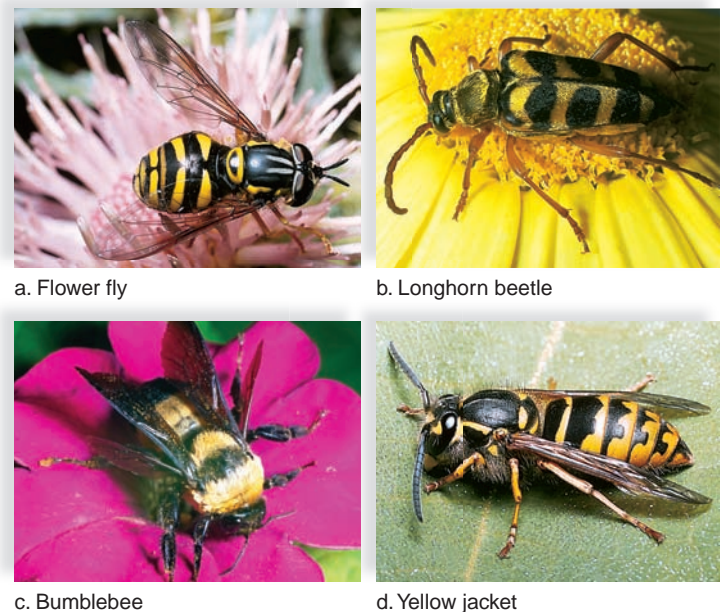 a. Flower fly
b. Longhorn beetle
c. Bumblebee
d. Yellow jacket